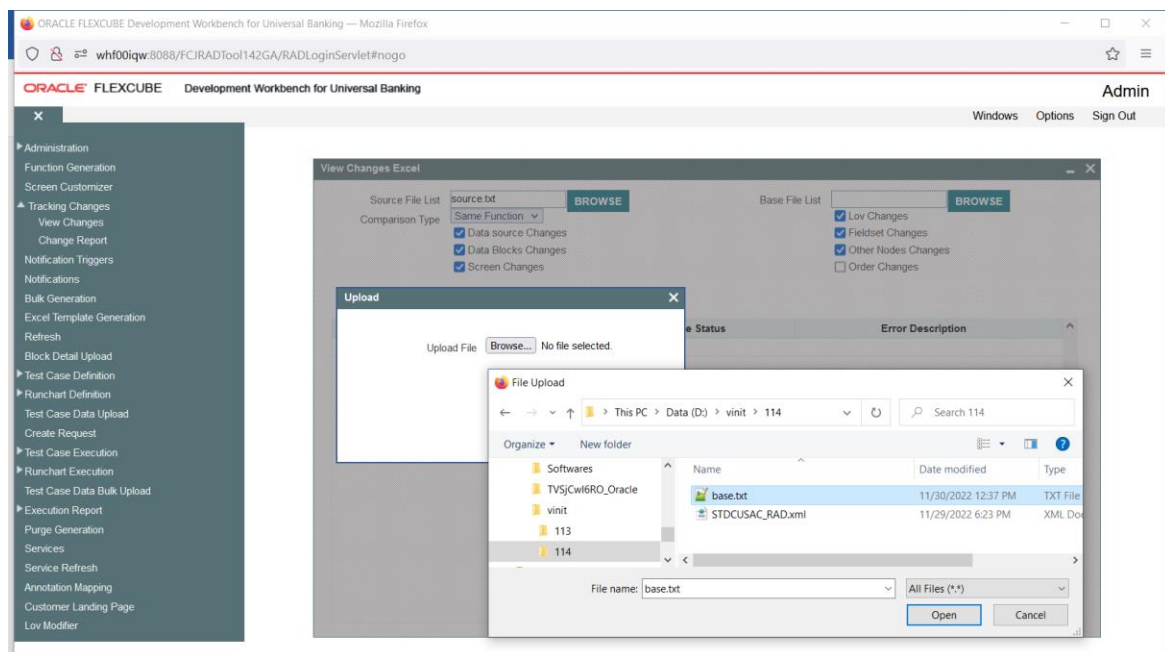 ORACLE FLEXCUBE Development Workbench for Universal Banking — Mozilla Firefox
whf00iqw:8088/FCJRADTool142GA/RADLoginServlet#nogo
ORACLE FLEXCUBE Development Workbench for Universal Banking Admin
Windows Options Sign Out
Administration
Function Generation
Screen Customizer
Tracking Changes
View Changes
Change Report
Notification Triggers
Notifications
Bulk Generation
Excel Template Generation
Refresh
Block Detail Upload
Test Case Definition
Runchart Definition
Test Case Data Upload
Create Request
Test Case Execution
Runchart Execution
Test Case Data Bulk Upload
Execution Report
Purge Generation
Services
Service Refresh
Annotation Mapping
Customer Landing Page
Lov Modifier
View Changes Excel
Source File List source.txt BROWSE Base File List BROWSE
Comparison Type Same Function Lov Changes
Data source Changes Fieldset Changes
Data Blocks Changes Other Nodes Changes
Screen Changes Order Changes
Upload
e Status Error Description
Upload File Browse... No file selected.
File Upload
This PC > Data (D:) > vinit > 114 Search 114
Organize New folder
Softwares
TVSjCwI6RO_Oracle
vinit
113
114
Name Date modified Type
base.txt 11/30/2022 12:37 PM TXT File
STDCUSAC_RAD.xml 11/29/2022 6:23 PM XML Do
File name: base.txt All Files (*.*)
Open Cancel